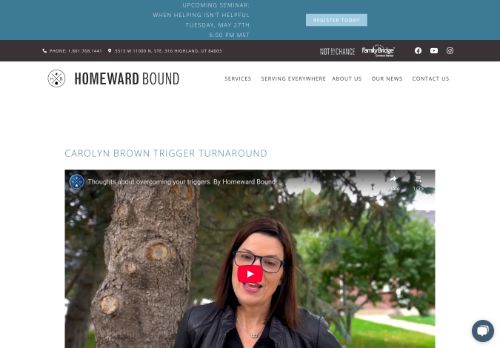 UPCOMING SEMINAR:
WHEN HELPING ISN'T HELPFUL
TUESDAY, MAY 27TH
6:00 PM MST
REGISTER TODAY
PHONE: 1.801.768.1441
5513 W 11000 N, STE. 316 HIGHLAND, UT 84003
NOT BY CHANCE
FamilyBridge
HOMEWARD BOUND
SERVICES
SERVING EVERYWHERE
ABOUT US
OUR NEWS
CONTACT US
CAROLYN BROWN TRIGGER TURNAROUND
Thoughts about overcoming your triggers. By Homeward Bound